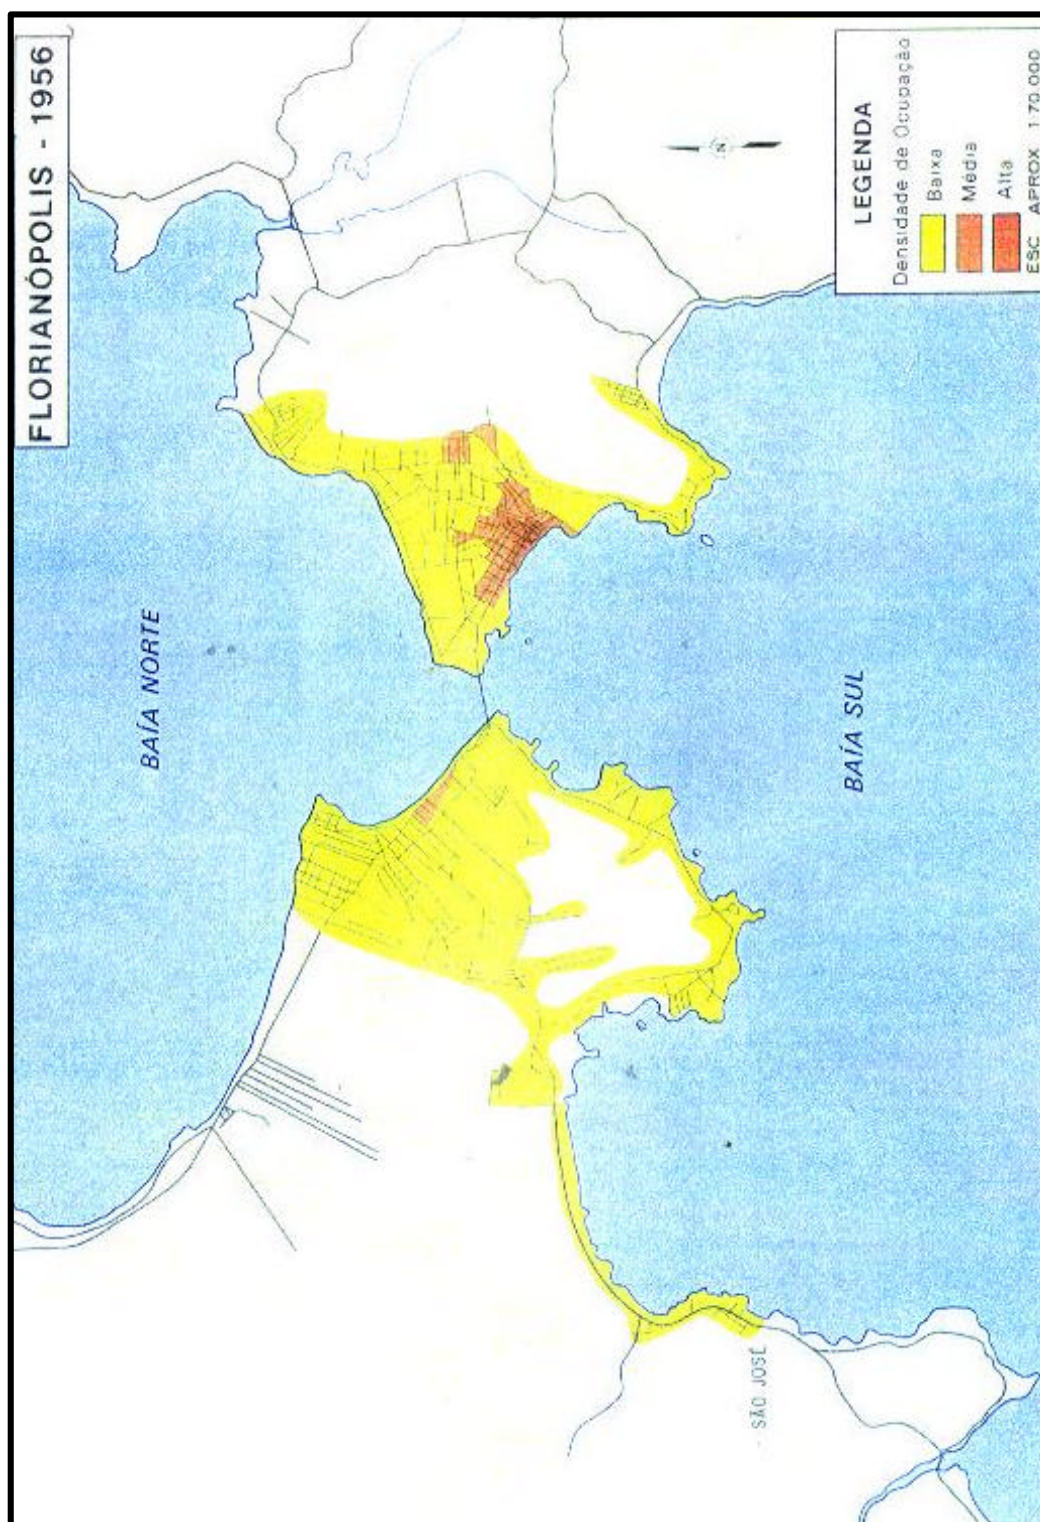 FLORIANÓPOLIS - 1956
LEGENDA
Densidade de Ocupação
Baixa
Média
Alta
ESC. APROX 1:70.000
N
BAÍA NORTE
BAÍA SUL
SÃO JOSÉ